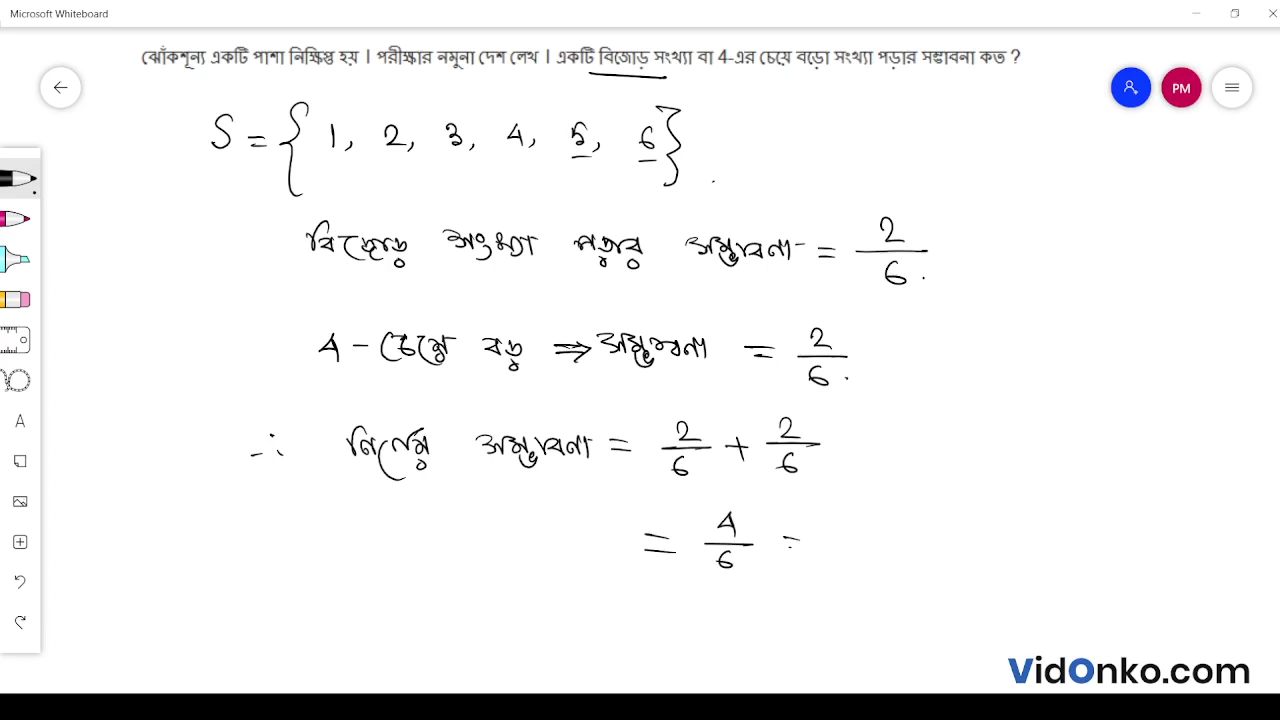 Microsoft Whiteboard
ঝোঁকশূন্য একটি পাশা নিক্ষিপ্ত হয় । পরীক্ষার নমুনা দেশ লেখ । একটি বিজোড় সংখ্যা বা 4-এর চেয়ে বড়ো সংখ্যা পড়ার সম্ভাবনা কত ?
PM
S = { 1, 2, 3, 4, 5, 6 } .
বিজোড় সংখ্যা পড়ার সম্ভাবনা = 2/6 .
4 - চেয়ে বড় ⇒ সম্ভাবনা = 2/6 .
∴ নির্ণেয় সম্ভাবনা = 2/6 + 2/6
= 4/6 =
A
VidOnko.com